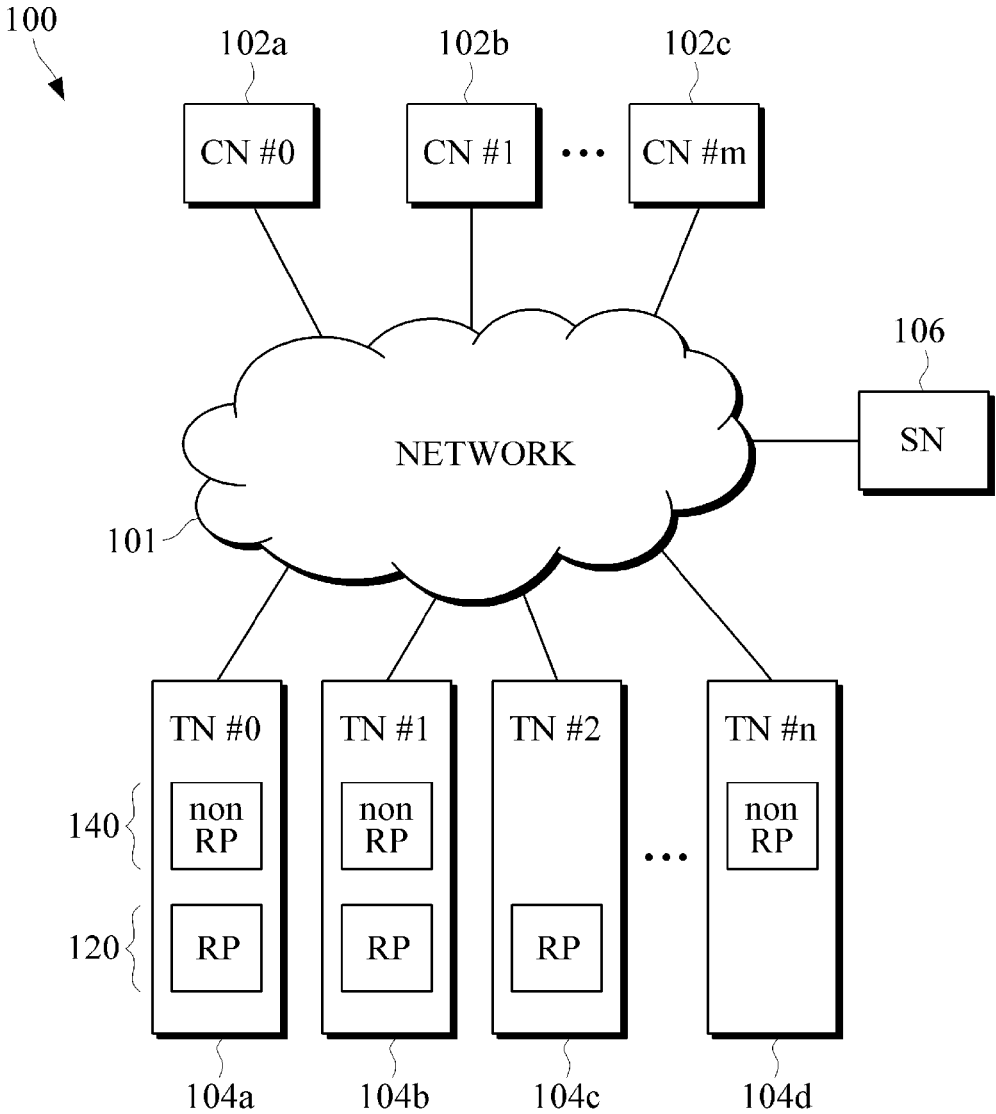 100
102a 102b 102c
CN #0 CN #1 ••• CN #m
106
NETWORK SN
101
TN #0 TN #1 TN #2 TN #n
140 non RP non RP ••• non RP
120 RP RP RP
104a 104b 104c 104d